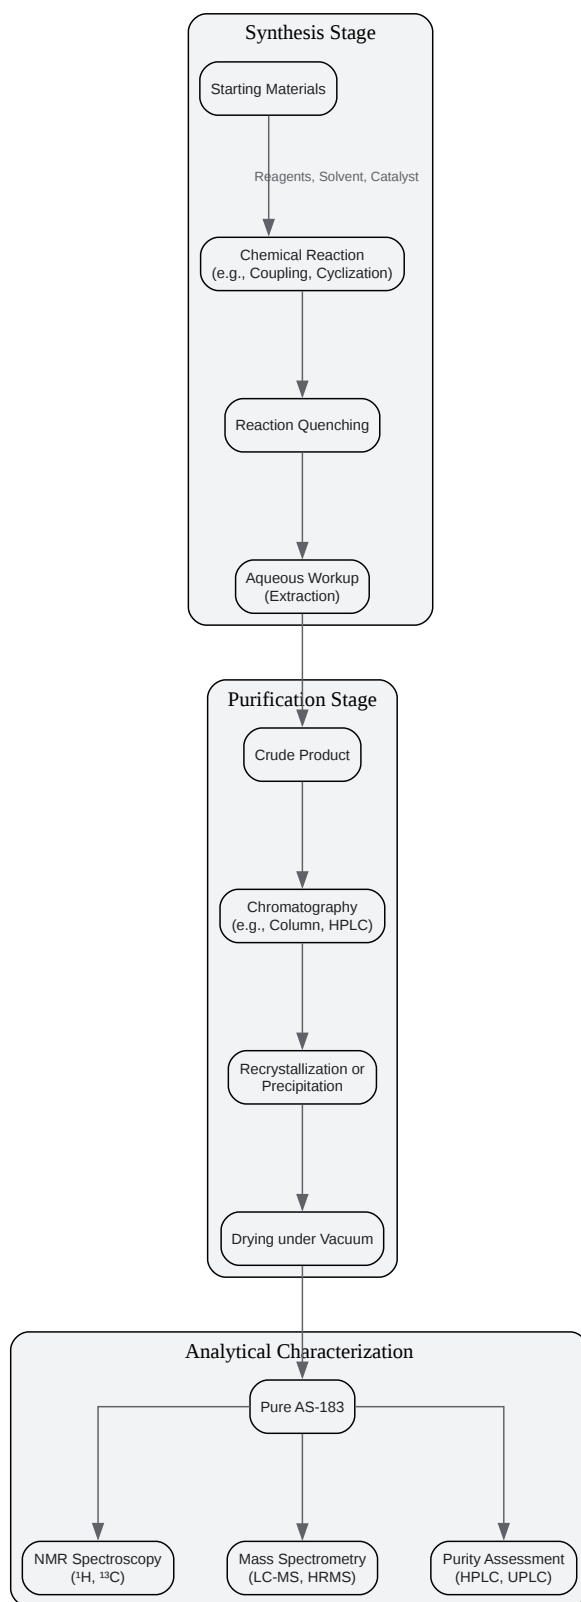 Synthesis Stage
Starting Materials
Reagents, Solvent, Catalyst
Chemical Reaction
(e.g., Coupling, Cyclization)
Reaction Quenching
Aqueous Workup
(Extraction)
Purification Stage
Crude Product
Chromatography
(e.g., Column, HPLC)
Recrystallization or
Precipitation
Drying under Vacuum
Analytical Characterization
Pure AS-183
NMR Spectroscopy
(¹H, ¹³C)
Mass Spectrometry
(LC-MS, HRMS)
Purity Assessment
(HPLC, UPLC)